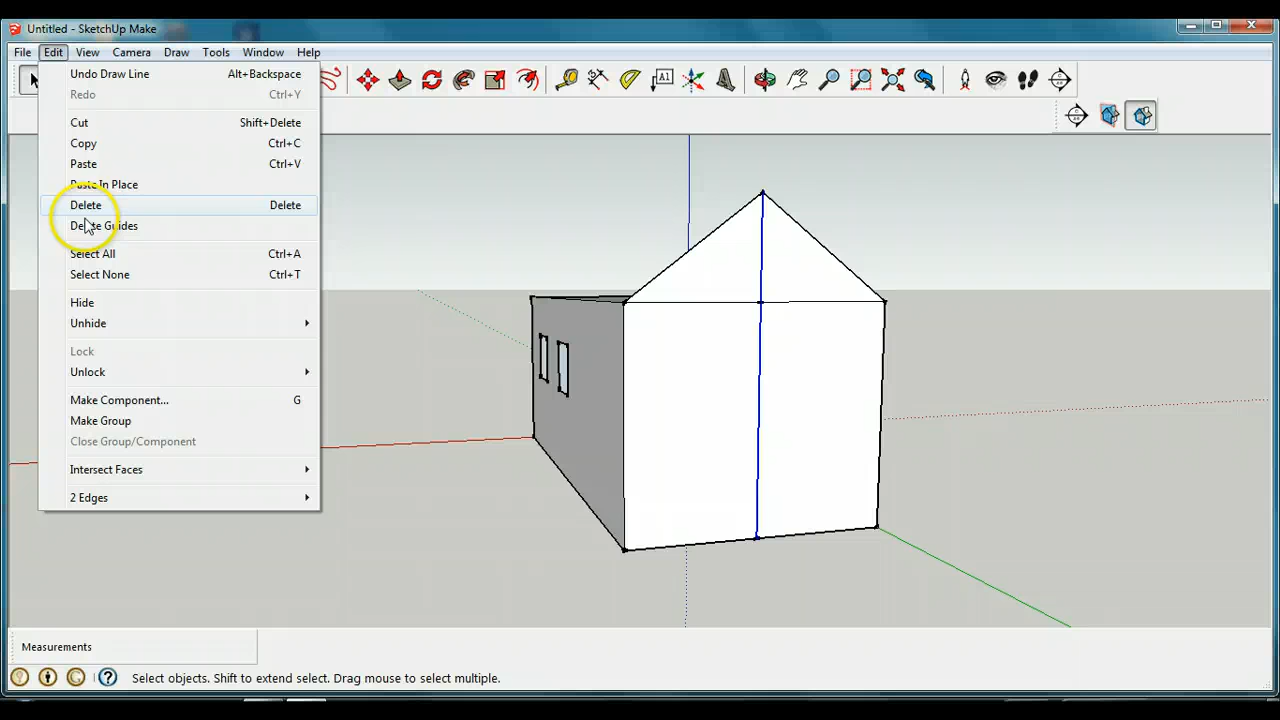 Untitled - SketchUp Make
File Edit View Camera Draw Tools Window Help
Undo Draw Line Alt+Backspace
Redo Ctrl+Y
Cut Shift+Delete
Copy Ctrl+C
Paste Ctrl+V
Paste In Place
Delete Delete
Delete Guides
Select All Ctrl+A
Select None Ctrl+T
Hide
Unhide
Lock
Unlock
Make Component... G
Make Group
Close Group/Component
Intersect Faces
2 Edges
A1
Measurements
Select objects. Shift to extend select. Drag mouse to select multiple.